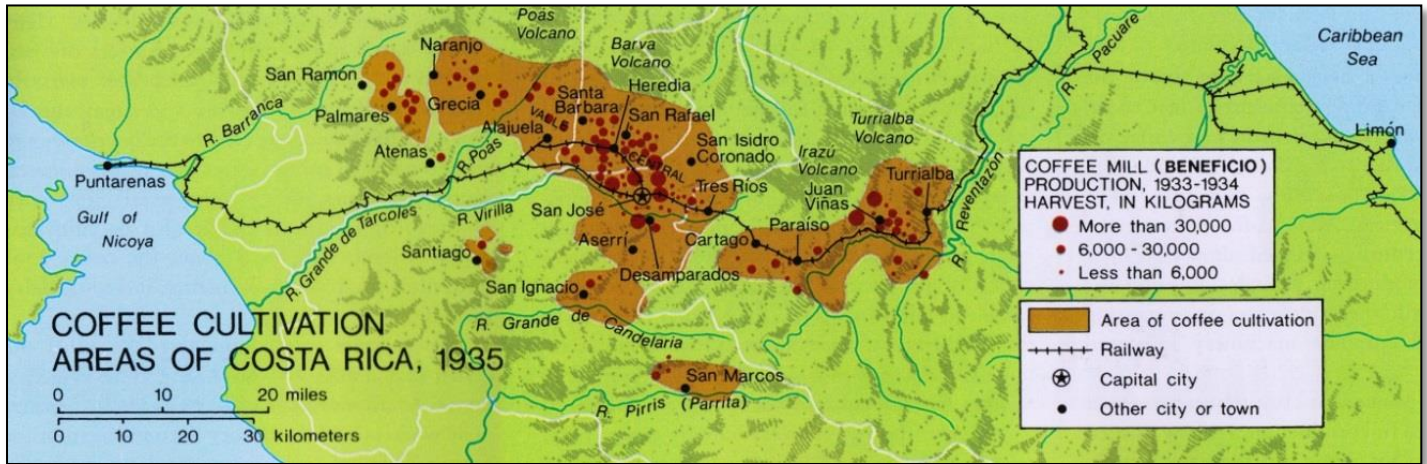 Poás
Volcano
Naranjo
Barva
Volcano
Heredia
R. Pacuare
Caribbean
Sea
San Ramón
Grecia
Santa
Barbara
San Rafael
Palmares
R. Barranca
Alajuela
VALLE CENTRAL
San Isidro
Coronado
Turrialba
Volcano
Limón
Atenas
R. Poás
Irazú
Volcano
Turrialba
Puntarenas
Tres Ríos
Juan
Viñas
R. Reventazón
Gulf of
Nicoya
R. Grande de Tarcoles
R. Virilla
San José
Cartago
Paraíso
Santiago
Aserrí
Desamparados
San Ignacio
R. Grande de Candelaria
San Marcos
R. Pirris (Parrita)
COFFEE CULTIVATION
AREAS OF COSTA RICA, 1935
0 10 20 miles
0 10 20 30 kilometers
COFFEE MILL (BENEFICIO)
PRODUCTION, 1933-1934
HARVEST, IN KILOGRAMS
More than 30,000
6,000 - 30,000
Less than 6,000
Area of coffee cultivation
Railway
Capital city
Other city or town